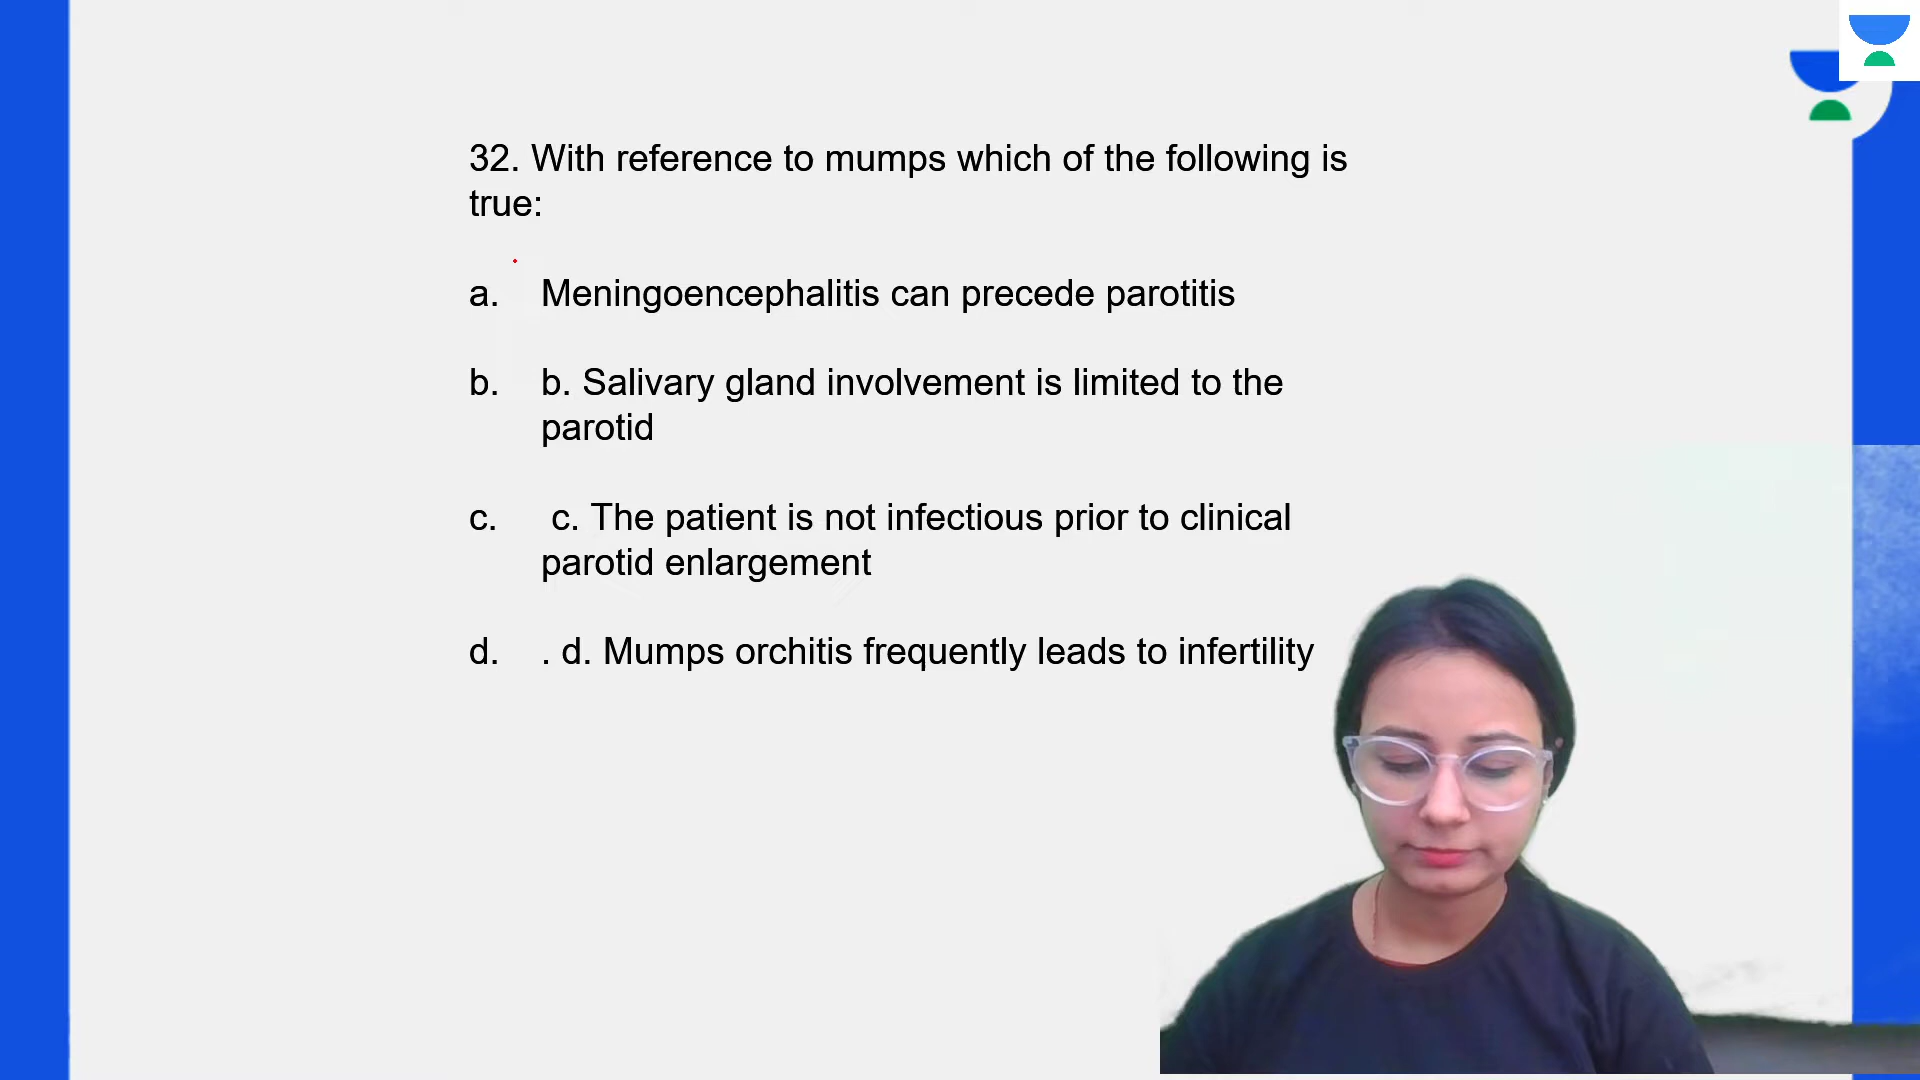 32. With reference to mumps which of the following is
true:
a. Meningoencephalitis can precede parotitis
b. b. Salivary gland involvement is limited to the
parotid
c. c. The patient is not infectious prior to clinical
parotid enlargement
d. . d. Mumps orchitis frequently leads to infertility